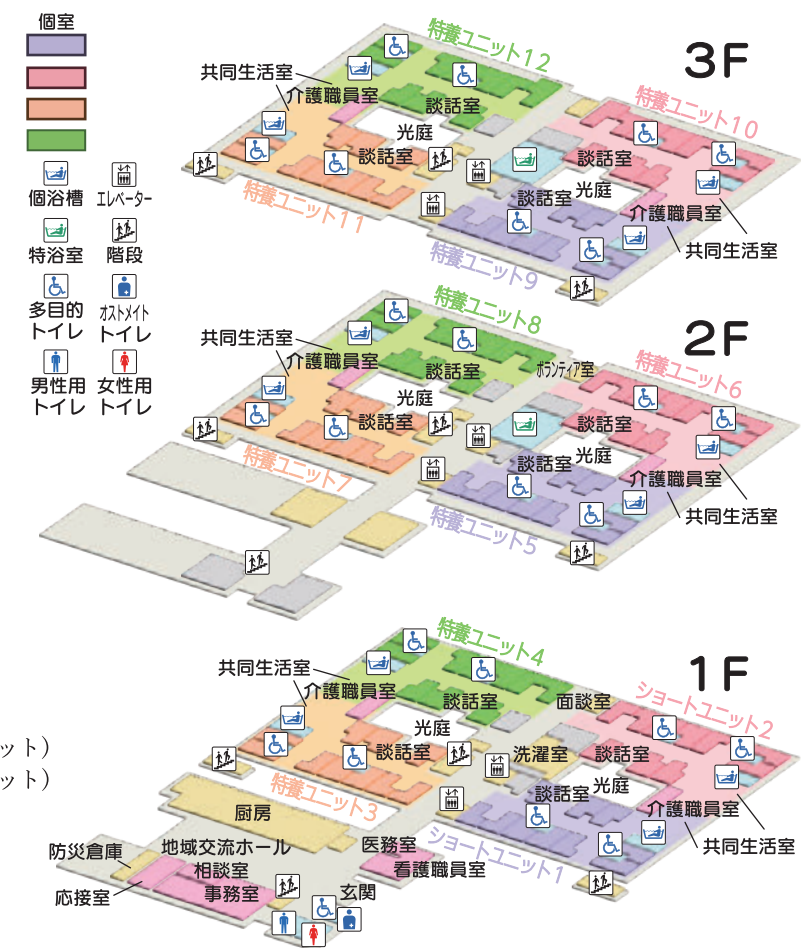 個室
個浴槽
エレベーター
特浴室
階段
多目的
トイレ
オストメイト
トイレ
男性用
トイレ
女性用
トイレ
3F
特養ユニット12
共同生活室
介護職員室
談話室
光庭
談話室
特養ユニット11
特養ユニット10
談話室
光庭
談話室
介護職員室
共同生活室
特養ユニット9
2F
特養ユニット8
共同生活室
介護職員室
談話室
光庭
談話室
特養ユニット7
ボランティア室
特養ユニット6
談話室
光庭
談話室
介護職員室
共同生活室
特養ユニット5
1F
特養ユニット4
共同生活室
介護職員室
談話室
光庭
談話室
特養ユニット3
面談室
ショートユニット2
洗濯室
談話室
光庭
談話室
介護職員室
共同生活室
ショートユニット1
ット）
ット）
厨房
防災倉庫
地域交流ホール
相談室
応接室
事務室
医務室
看護職員室
玄関